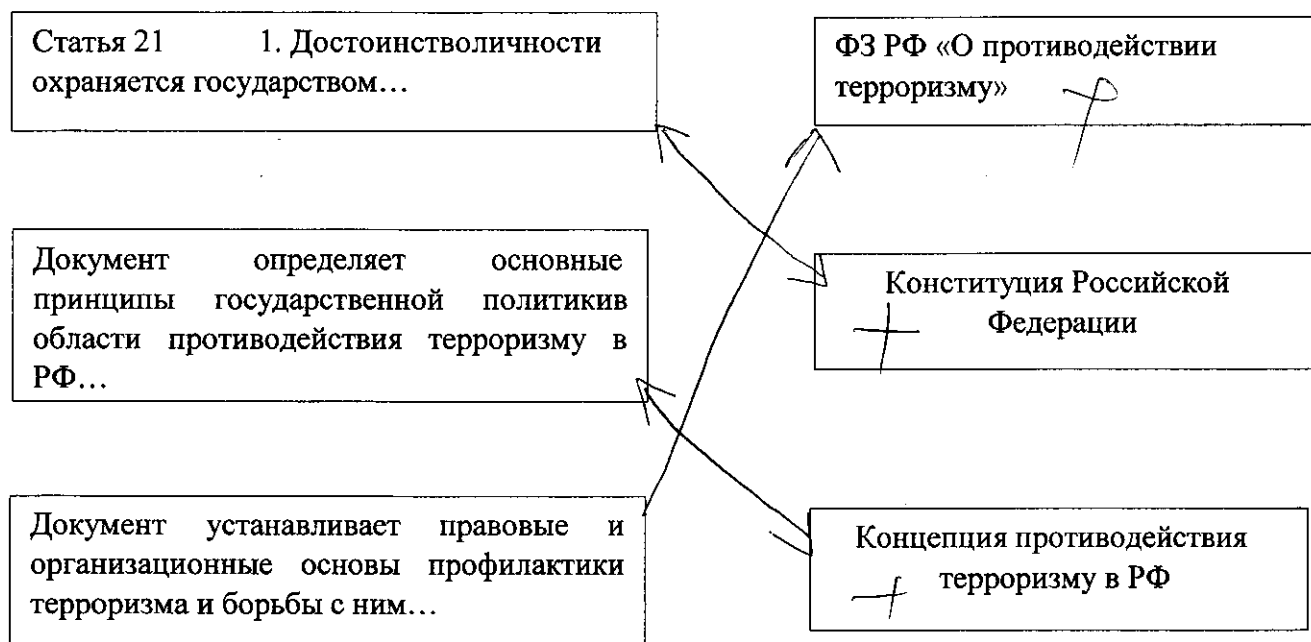 Статья 21 1. Достоинстволичности
охраняется государством…
ФЗ РФ «О противодействии
терроризму»
Документ определяет основные
принципы государственной политикив
области противодействия терроризму в
РФ…
Конституция Российской
Федерации
Документ устанавливает правовые и
организационные основы профилактики
терроризма и борьбы с ним…
Концепция противодействия
терроризму в РФ